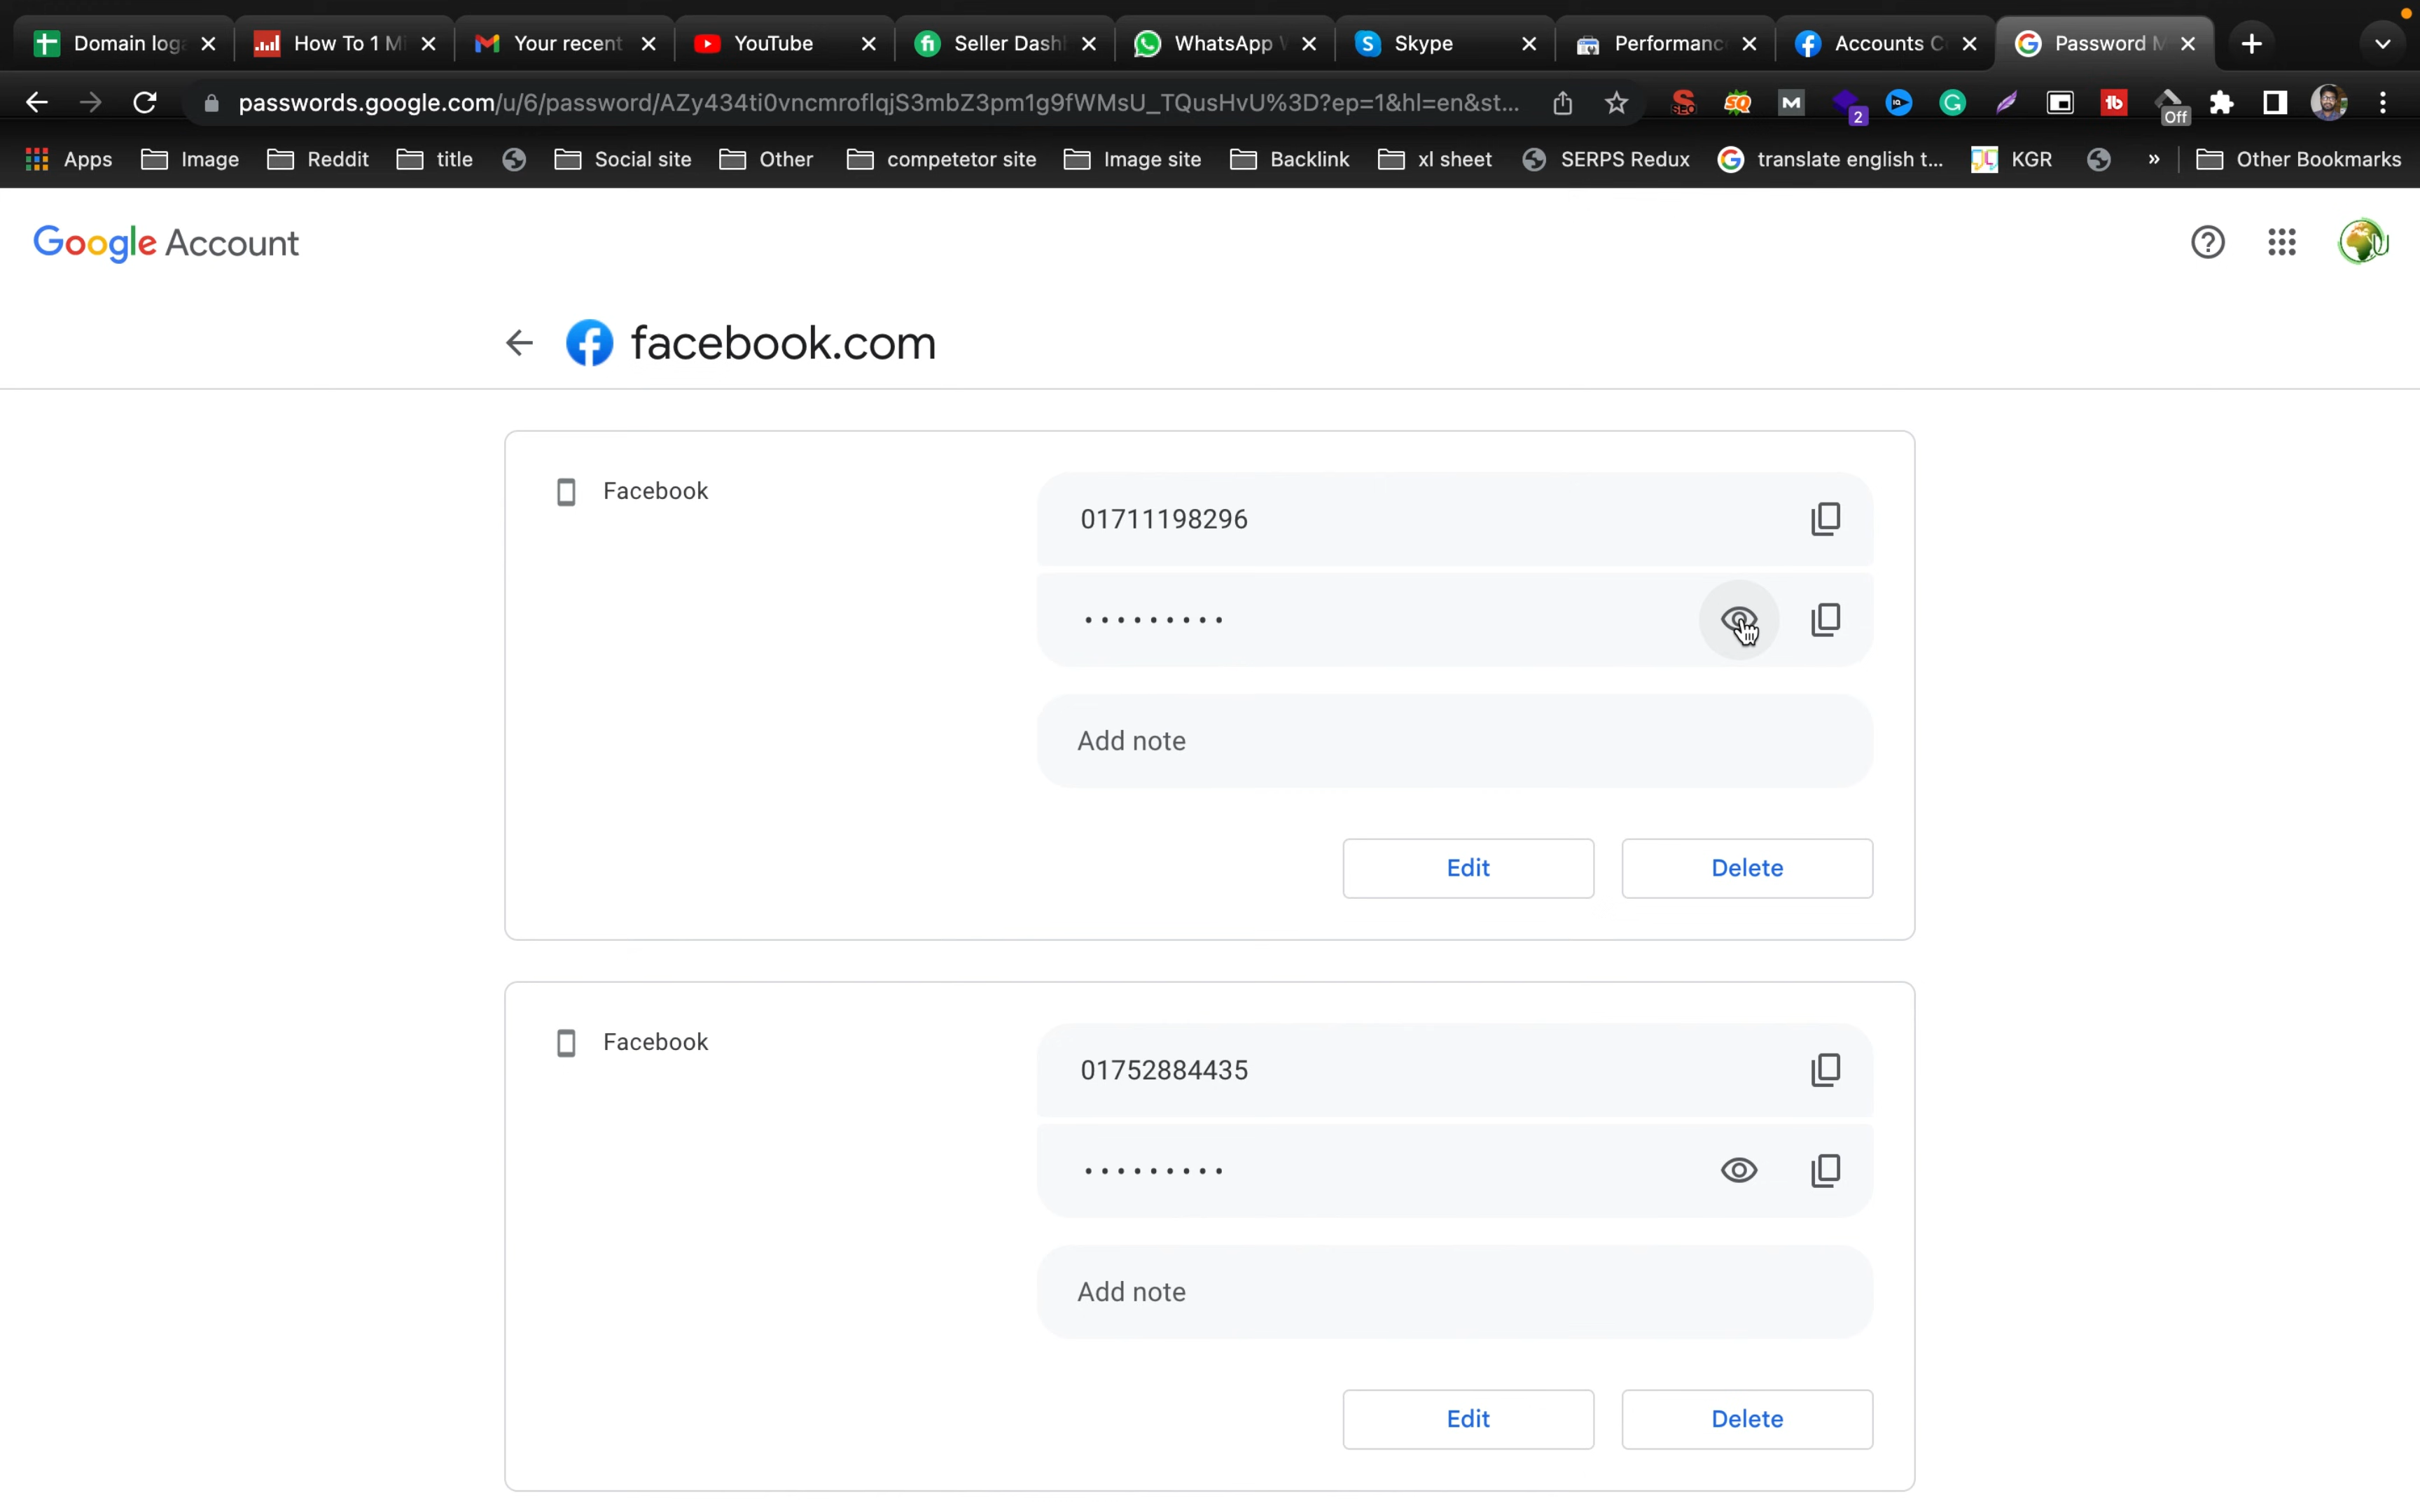 Domain log
How To 1 Mi
Your recent
YouTube
Seller Dash
WhatsApp
Skype
Performanc
Accounts C
Password M
passwords.google.com/u/6/password/AZy434ti0vncmroflqjS3mbZ3pm1g9fWMsU_TQusHvU%3D?ep=1&hl=en&st...
SEO
SQ
M
2
Off
Apps
Image
Reddit
title
Social site
Other
competetor site
Image site
Backlink
xl sheet
SERPS Redux
translate english t...
KGR
»
Other Bookmarks
Google Account
facebook.com
Facebook
01711198296
•••••••••
Add note
Edit
Delete
Facebook
01752884435
•••••••••
Add note
Edit
Delete